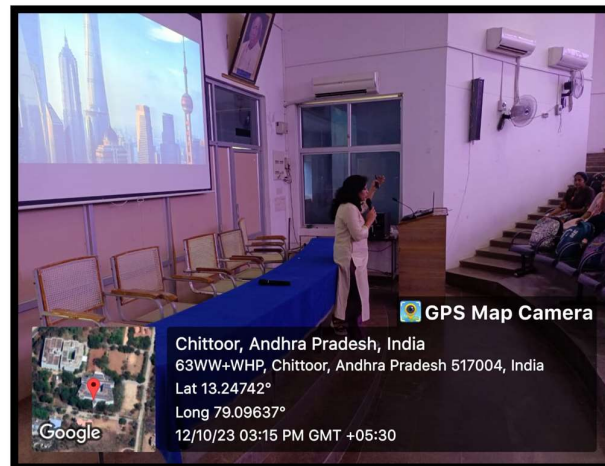 GPS Map Camera
Chittoor, Andhra Pradesh, India
63WW+WHP, Chittoor, Andhra Pradesh 517004, India
Lat 13.24742°
Long 79.09637°
12/10/23 03:15 PM GMT +05:30
Google